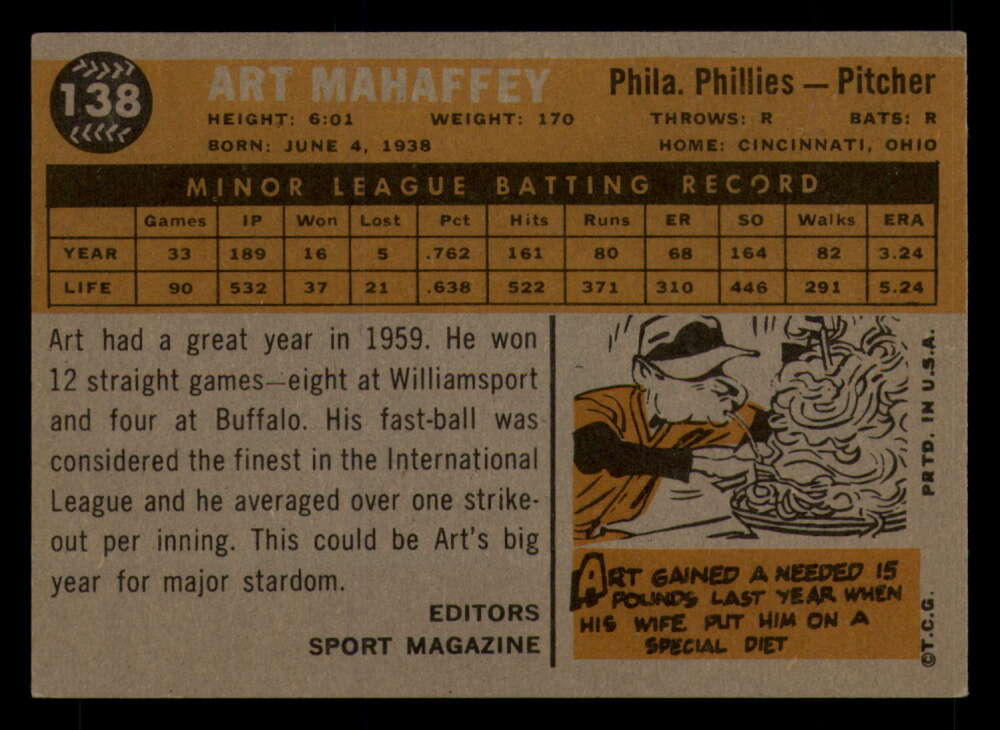 138
ART MAHAFFEY
Phila. Phillies — Pitcher
HEIGHT: 6:01 WEIGHT: 170 THROWS: R BATS: R
BORN: JUNE 4, 1938 HOME: CINCINNATI, OHIO
MINOR LEAGUE BATTING RECORD
Games IP Won Lost Pct Hits Runs ER SO Walks ERA
YEAR 33 189 16 5 .762 161 80 68 164 82 3.24
LIFE 90 532 37 21 .638 522 371 310 446 291 5.24
Art had a great year in 1959. He won
12 straight games—eight at Williamsport
and four at Buffalo. His fast-ball was
considered the finest in the International
League and he averaged over one strike-
out per inning. This could be Art's big
year for major stardom.
EDITORS
SPORT MAGAZINE
ART GAINED A NEEDED 15
POUNDS LAST YEAR WHEN
HIS WIFE PUT HIM ON A
SPECIAL DIET
©T.C.G. PRTD. IN U.S.A.